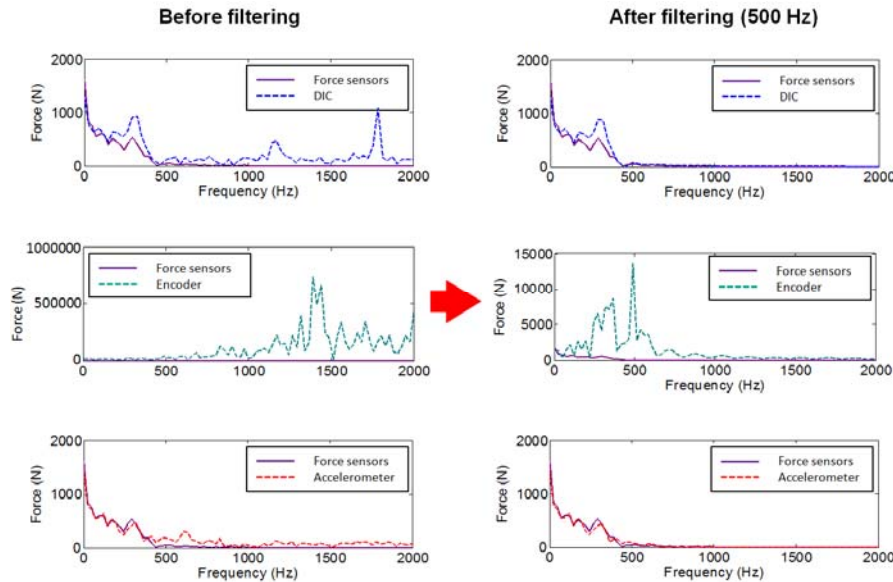 Before filtering
After filtering (500 Hz)
2000
1000
0
Force (N)
Force sensors
DIC
0 500 1000 1500 2000
Frequency (Hz)
2000
1000
0
Force (N)
Force sensors
DIC
0 500 1000 1500 2000
Frequency (Hz)
1000000
500000
0
Force (N)
Force sensors
Encoder
0 500 1000 1500 2000
Frequency (Hz)
15000
10000
5000
0
Force (N)
Force sensors
Encoder
0 500 1000 1500 2000
Frequency (Hz)
2000
1000
0
Force (N)
Force sensors
Accelerometer
0 500 1000 1500 2000
Frequency (Hz)
2000
1000
0
Force (N)
Force sensors
Accelerometer
0 500 1000 1500 2000
Frequency (Hz)